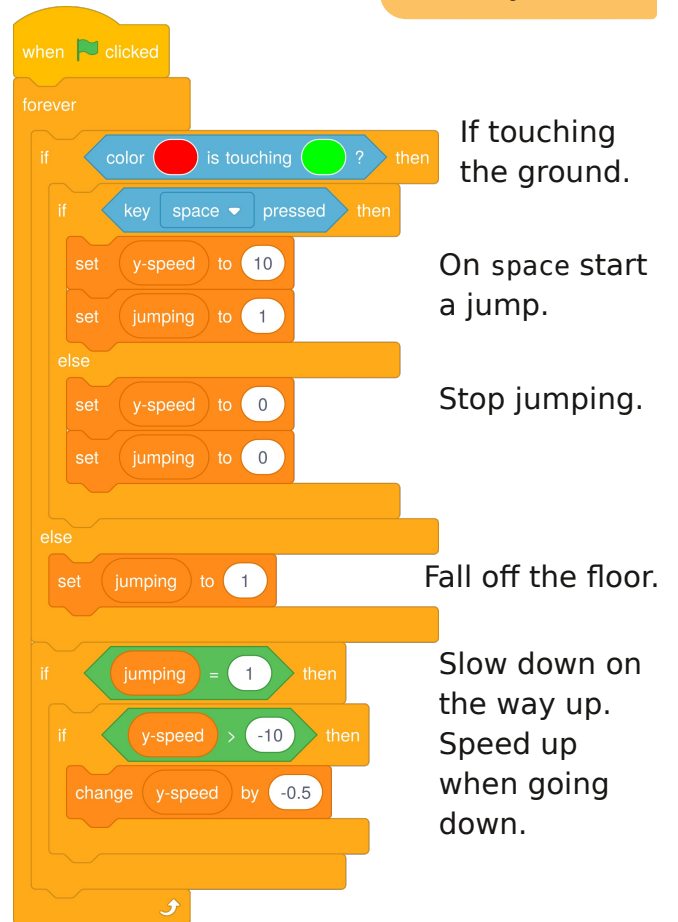 when clicked
forever
If touching
the ground.
if color is touching ? then
if key space pressed then
set y-speed to 10
On space start
a jump.
set jumping to 1
else
set y-speed to 0
Stop jumping.
set jumping to 0
else
set jumping to 1
Fall off the floor.
if jumping = 1 then
Slow down on
the way up.
Speed up
when going
down.
if y-speed > -10 then
change y-speed by -0.5